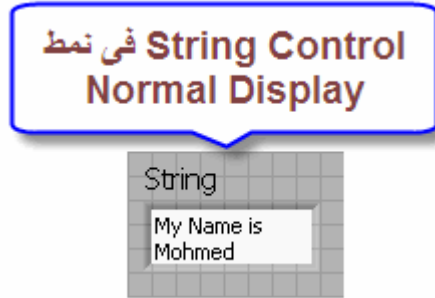 String Control فى نمط
Normal Display
String
My Name is
Mohmed